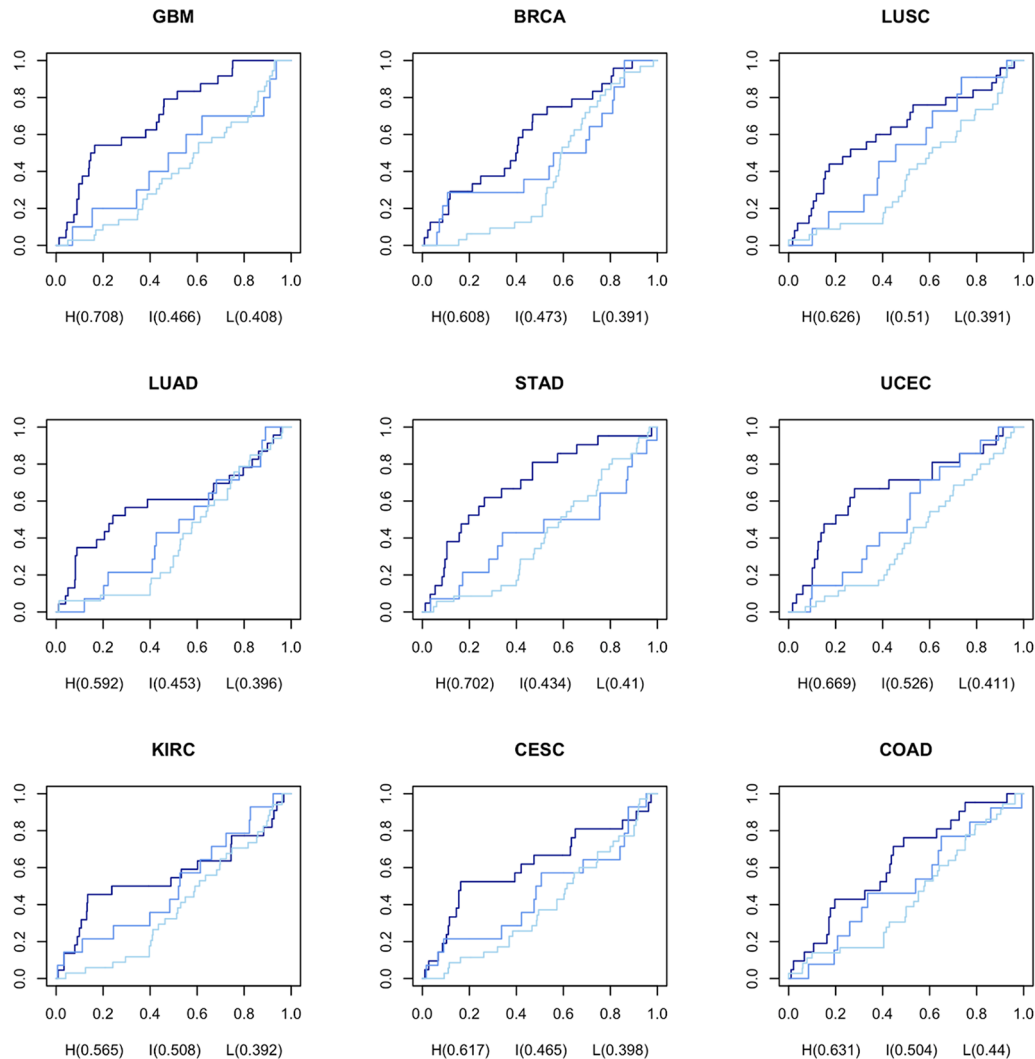 GBM BRCA LUSC
1.0 1.0 1.0
0.8 0.8 0.8
0.6 0.6 0.6
0.4 0.4 0.4
0.2 0.2 0.2
0.0 0.0 0.0
0.0 0.2 0.4 0.6 0.8 1.0 0.0 0.2 0.4 0.6 0.8 1.0 0.0 0.2 0.4 0.6 0.8 1.0
H(0.708) I(0.466) L(0.408) H(0.608) I(0.473) L(0.391) H(0.626) I(0.51) L(0.391)
LUAD STAD UCEC
1.0 1.0 1.0
0.8 0.8 0.8
0.6 0.6 0.6
0.4 0.4 0.4
0.2 0.2 0.2
0.0 0.0 0.0
0.0 0.2 0.4 0.6 0.8 1.0 0.0 0.2 0.4 0.6 0.8 1.0 0.0 0.2 0.4 0.6 0.8 1.0
H(0.592) I(0.453) L(0.396) H(0.702) I(0.434) L(0.41) H(0.669) I(0.526) L(0.411)
KIRC CESC COAD
1.0 1.0 1.0
0.8 0.8 0.8
0.6 0.6 0.6
0.4 0.4 0.4
0.2 0.2 0.2
0.0 0.0 0.0
0.0 0.2 0.4 0.6 0.8 1.0 0.0 0.2 0.4 0.6 0.8 1.0 0.0 0.2 0.4 0.6 0.8 1.0
H(0.565) I(0.508) L(0.392) H(0.617) I(0.465) L(0.398) H(0.631) I(0.504) L(0.44)